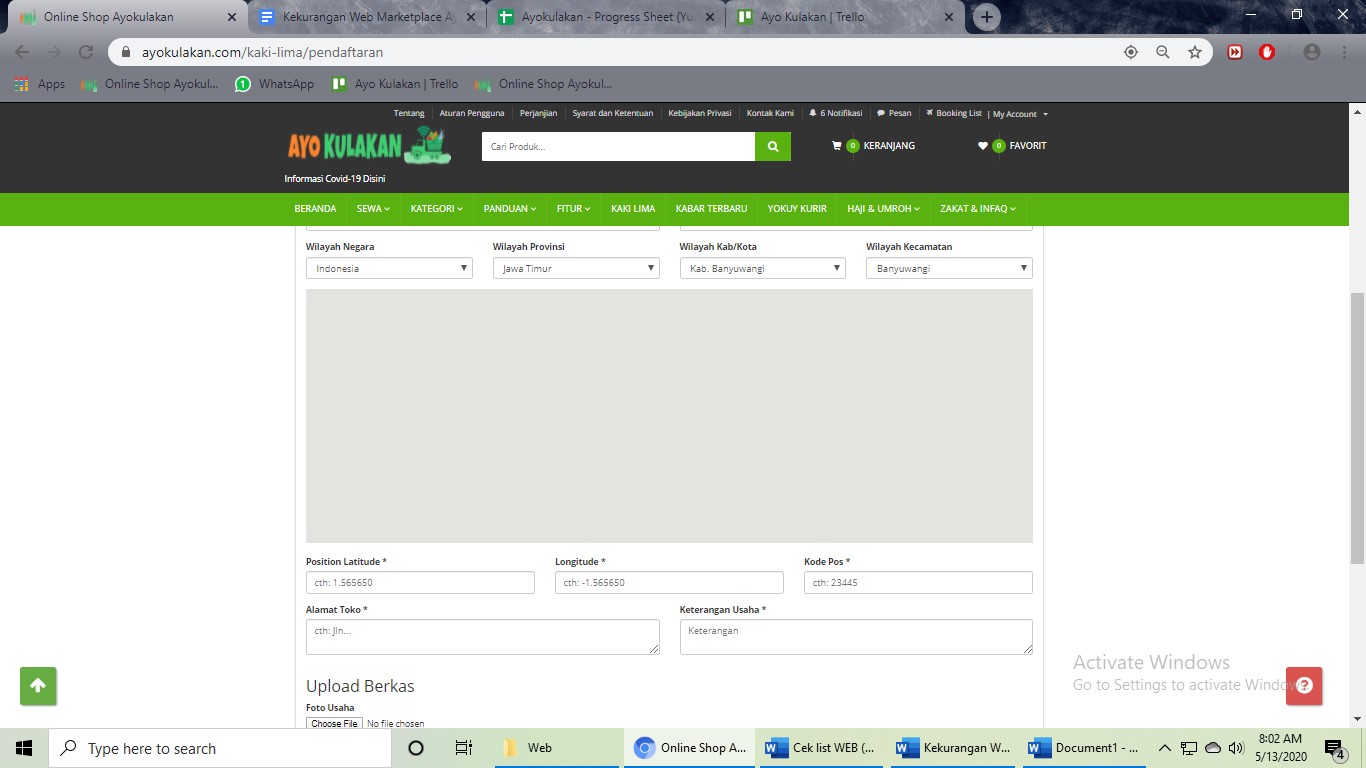 Online Shop Ayokulakan
Kekurangan Web Marketplace Ay
Ayokulakan - Progress Sheet (Yud
Ayo Kulakan | Trello
ayokulakan.com/kaki-lima/pendaftaran
Apps
Online Shop Ayokul...
WhatsApp
Ayo Kulakan | Trello
Online Shop Ayokul...
Tentang
Aturan Pengguna
Perjanjian
Syarat dan Ketentuan
Kebijakan Privasi
Kontak Kami
6 Notifikasi
Pesan
Booking List
| My Account
AYO KULAKAN
Cari Produk...
0 KERANJANG
0 FAVORIT
Informasi Covid-19 Disini
BERANDA
SEWA
KATEGORI
PANDUAN
FITUR
KAKI LIMA
KABAR TERBARU
YOKUY KURIR
HAJI & UMROH
ZAKAT & INFAQ
Wilayah Negara
Wilayah Provinsi
Wilayah Kab/Kota
Wilayah Kecamatan
Indonesia
Jawa Timur
Kab. Banyuwangi
Banyuwangi
Position Latitude *
Longitude *
Kode Pos *
cth: 1.565650
cth: -1.565650
cth: 23445
Alamat Toko *
Keterangan Usaha *
cth: Jln...
Keterangan
Upload Berkas
Foto Usaha
Choose File No file chosen
Activate Windows
Go to Settings to activate Windows.
Type here to search
Web
Online Shop A...
Cek list WEB (...
Kekurangan W...
Document1 - ...
8:02 AM
5/13/2020
4